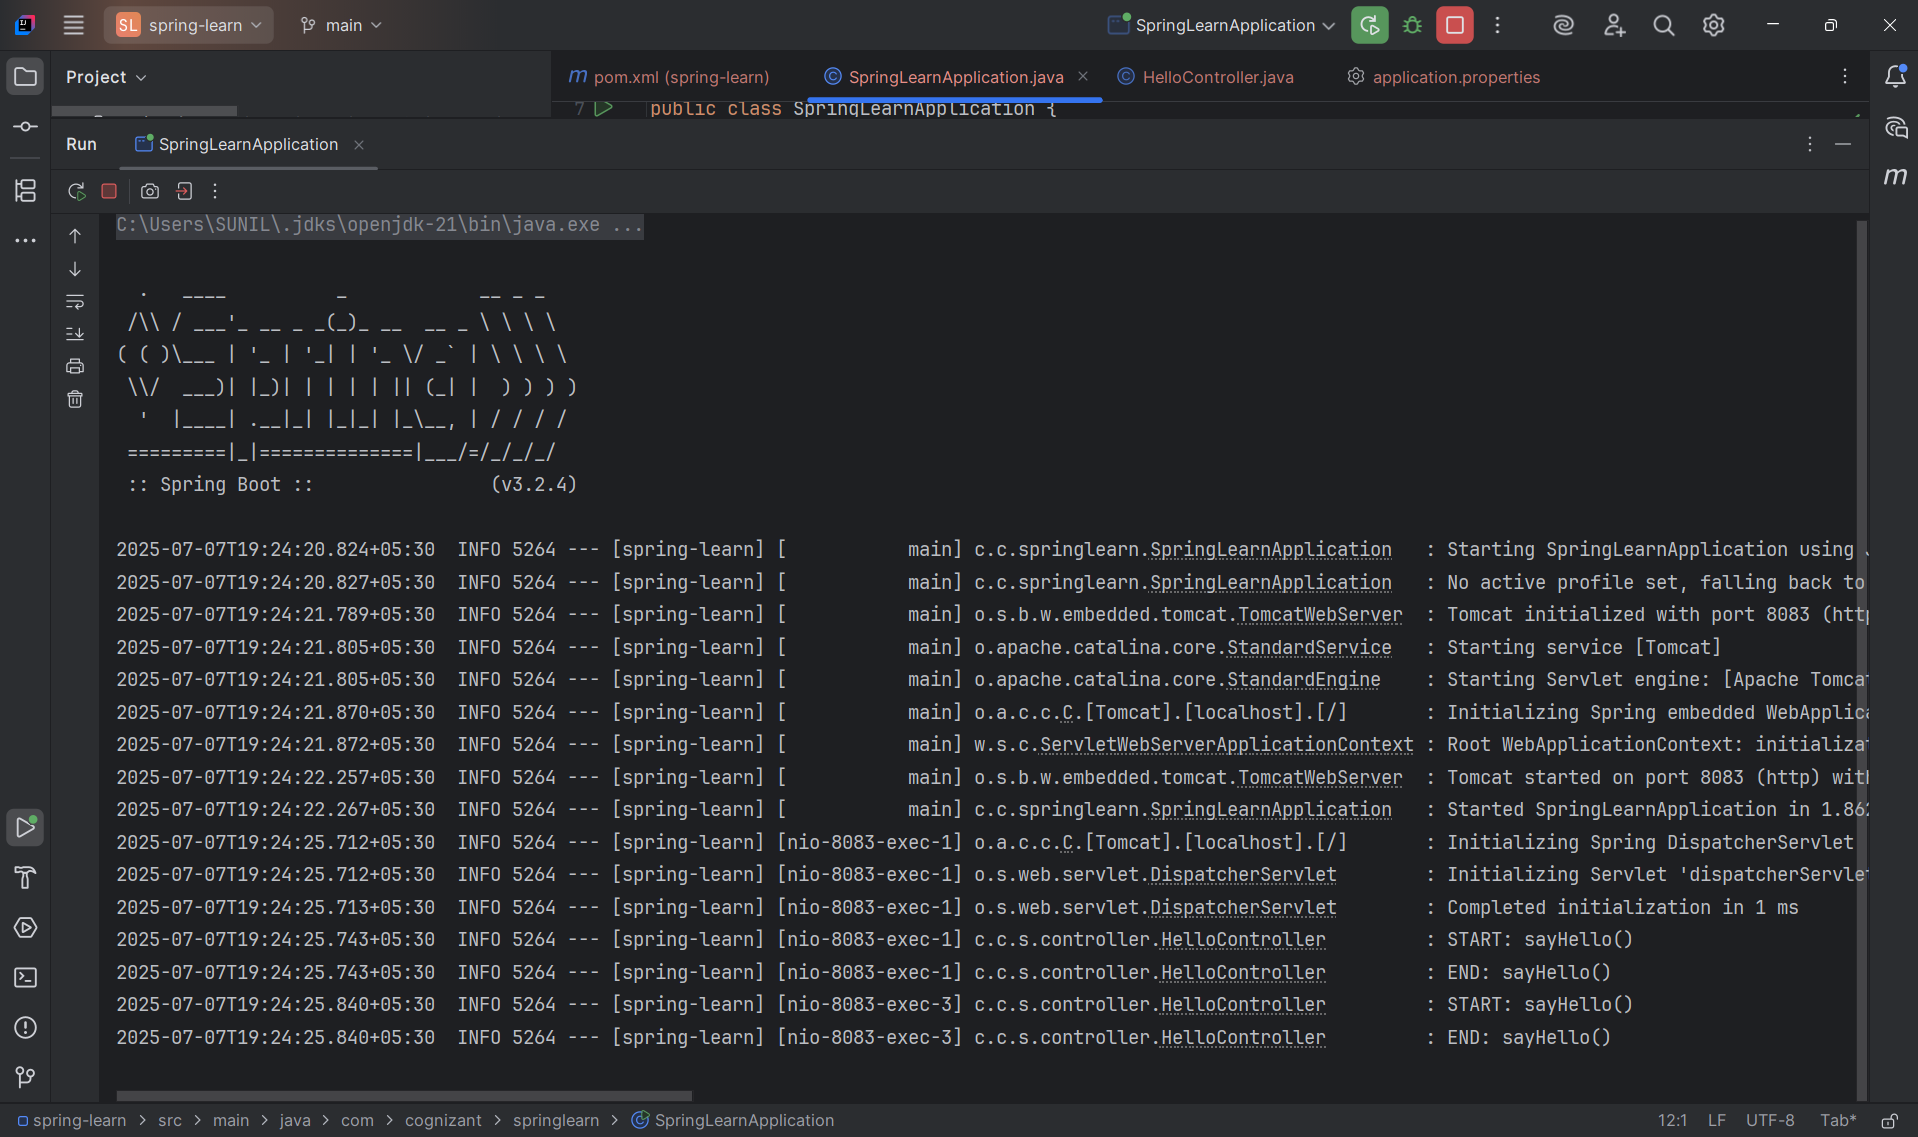 SL spring-learn main SpringLearnApplication
Project
m pom.xml (spring-learn) SpringLearnApplication.java HelloController.java application.properties
7 public class SpringLearnApplication {
Run SpringLearnApplication
C:\Users\SUNIL\.jdks\openjdk-21\bin\java.exe ...
  .   ____          _            __ _ _
 /\\ / ___'_ __ _ _(_)_ __  __ _ \ \ \ \
( ( )\___ | '_ | '_| | '_ \/ _` | \ \ \ \
 \\/  ___)| |_)| | | | | || (_| |  ) ) ) )
  '  |____| .__|_| |_|_| |_\__, | / / / /
 =========|_|==============|___/=/_/_/_/
 :: Spring Boot ::                (v3.2.4)
2025-07-07T19:24:20.824+05:30  INFO 5264 --- [spring-learn] [           main] c.c.springlearn.SpringLearnApplication   : Starting SpringLearnApplication using
2025-07-07T19:24:20.827+05:30  INFO 5264 --- [spring-learn] [           main] c.c.springlearn.SpringLearnApplication   : No active profile set, falling back to
2025-07-07T19:24:21.789+05:30  INFO 5264 --- [spring-learn] [           main] o.s.b.w.embedded.tomcat.TomcatWebServer  : Tomcat initialized with port 8083 (http
2025-07-07T19:24:21.805+05:30  INFO 5264 --- [spring-learn] [           main] o.apache.catalina.core.StandardService   : Starting service [Tomcat]
2025-07-07T19:24:21.805+05:30  INFO 5264 --- [spring-learn] [           main] o.apache.catalina.core.StandardEngine    : Starting Servlet engine: [Apache Tomcat
2025-07-07T19:24:21.870+05:30  INFO 5264 --- [spring-learn] [           main] o.a.c.c.C.[Tomcat].[localhost].[/]       : Initializing Spring embedded WebApplica
2025-07-07T19:24:21.872+05:30  INFO 5264 --- [spring-learn] [           main] w.s.c.ServletWebServerApplicationContext : Root WebApplicationContext: initializat
2025-07-07T19:24:22.257+05:30  INFO 5264 --- [spring-learn] [           main] o.s.b.w.embedded.tomcat.TomcatWebServer  : Tomcat started on port 8083 (http) with
2025-07-07T19:24:22.267+05:30  INFO 5264 --- [spring-learn] [           main] c.c.springlearn.SpringLearnApplication   : Started SpringLearnApplication in 1.862
2025-07-07T19:24:25.712+05:30  INFO 5264 --- [spring-learn] [nio-8083-exec-1] o.a.c.c.C.[Tomcat].[localhost].[/]       : Initializing Spring DispatcherServlet
2025-07-07T19:24:25.712+05:30  INFO 5264 --- [spring-learn] [nio-8083-exec-1] o.s.web.servlet.DispatcherServlet        : Initializing Servlet 'dispatcherServlet
2025-07-07T19:24:25.713+05:30  INFO 5264 --- [spring-learn] [nio-8083-exec-1] o.s.web.servlet.DispatcherServlet        : Completed initialization in 1 ms
2025-07-07T19:24:25.743+05:30  INFO 5264 --- [spring-learn] [nio-8083-exec-1] c.c.s.controller.HelloController         : START: sayHello()
2025-07-07T19:24:25.743+05:30  INFO 5264 --- [spring-learn] [nio-8083-exec-1] c.c.s.controller.HelloController         : END: sayHello()
2025-07-07T19:24:25.840+05:30  INFO 5264 --- [spring-learn] [nio-8083-exec-3] c.c.s.controller.HelloController         : START: sayHello()
2025-07-07T19:24:25.840+05:30  INFO 5264 --- [spring-learn] [nio-8083-exec-3] c.c.s.controller.HelloController         : END: sayHello()
spring-learn > src > main > java > com > cognizant > springlearn > SpringLearnApplication 12:1 LF UTF-8 Tab*